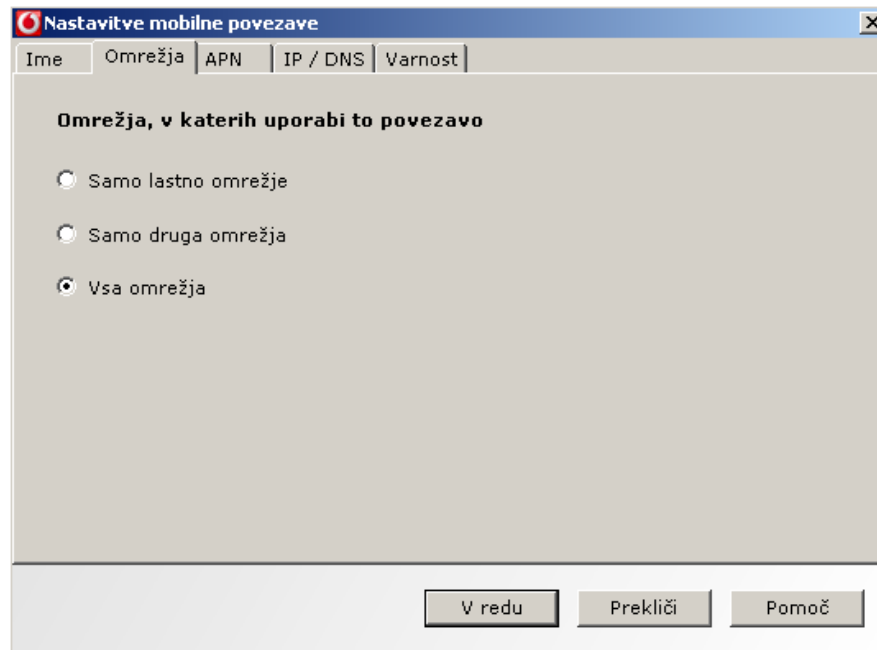 Nastavitve mobilne povezave
Ime Omrežja APN IP / DNS Varnost
Omrežja, v katerih uporabi to povezavo
Samo lastno omrežje
Samo druga omrežja
Vsa omrežja
V redu Prekliči Pomoč